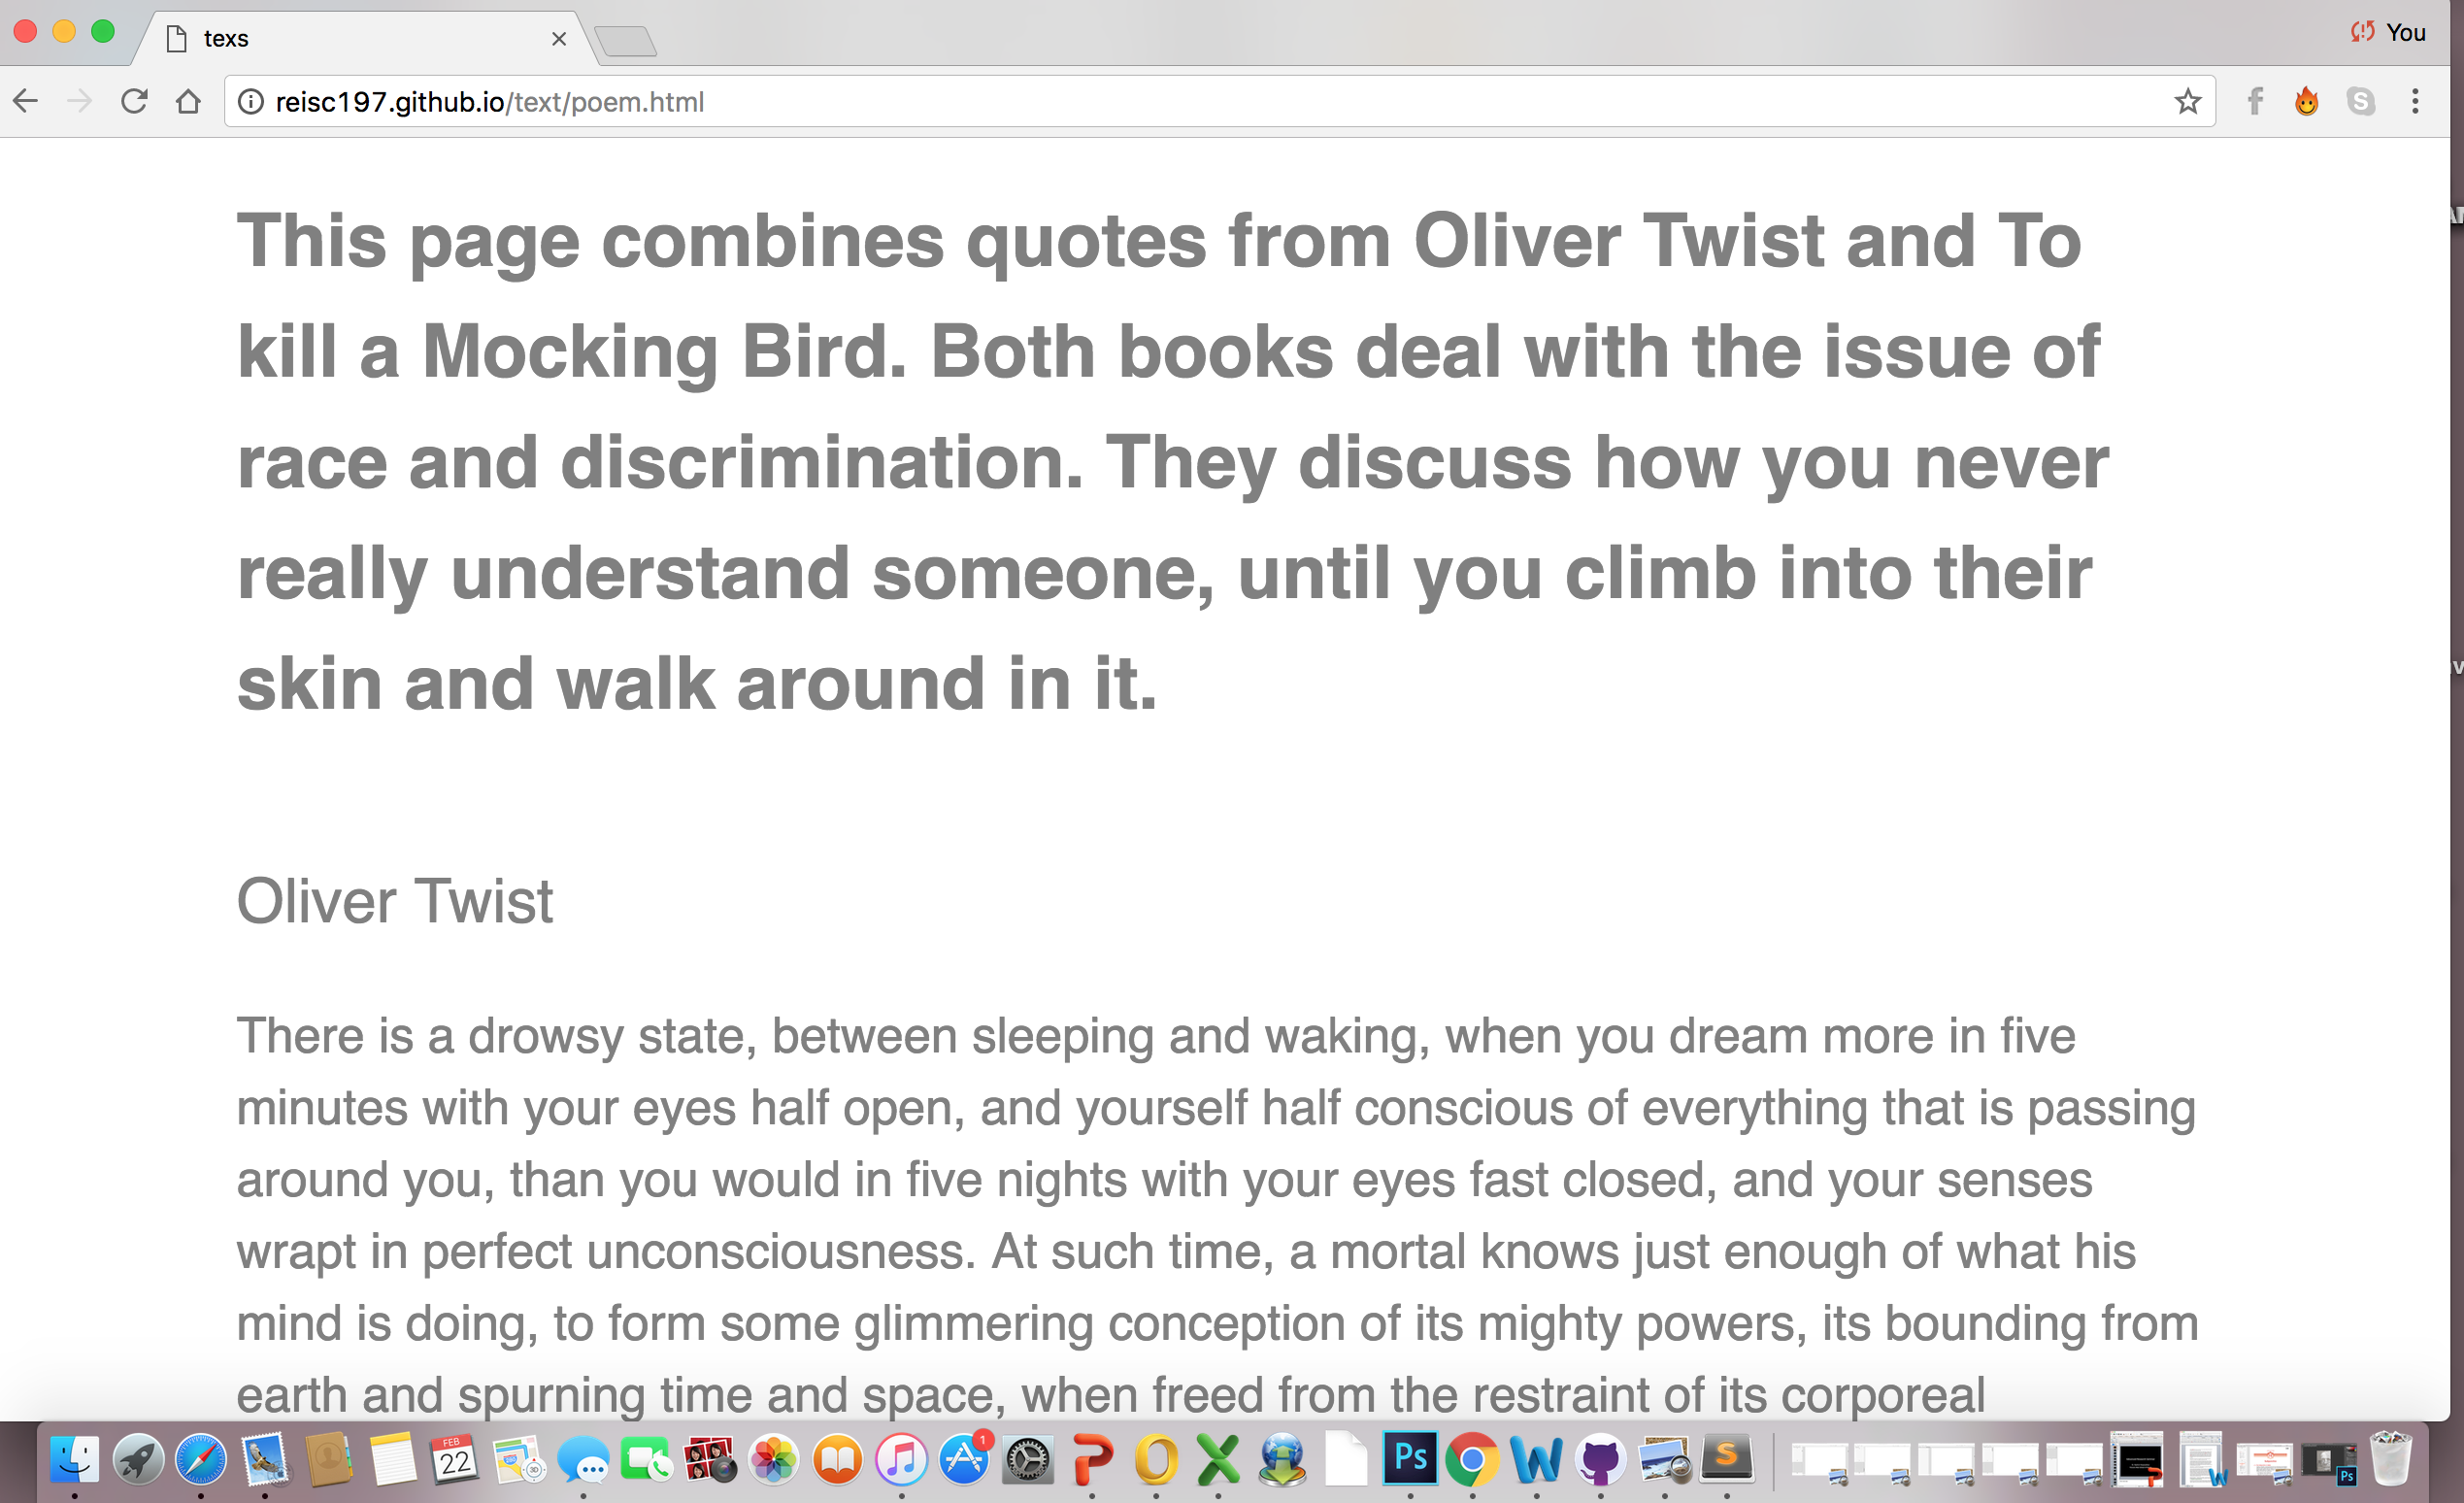 texs
You
reisc197.github.io/text/poem.html
This page combines quotes from Oliver Twist and To
kill a Mocking Bird. Both books deal with the issue of
race and discrimination. They discuss how you never
really understand someone, until you climb into their
skin and walk around in it.
Oliver Twist
There is a drowsy state, between sleeping and waking, when you dream more in five
minutes with your eyes half open, and yourself half conscious of everything that is passing
around you, than you would in five nights with your eyes fast closed, and your senses
wrapt in perfect unconsciousness. At such time, a mortal knows just enough of what his
mind is doing, to form some glimmering conception of its mighty powers, its bounding from
earth and spurning time and space, when freed from the restraint of its corporeal
FEB
22
3D
1
Ps
Ps